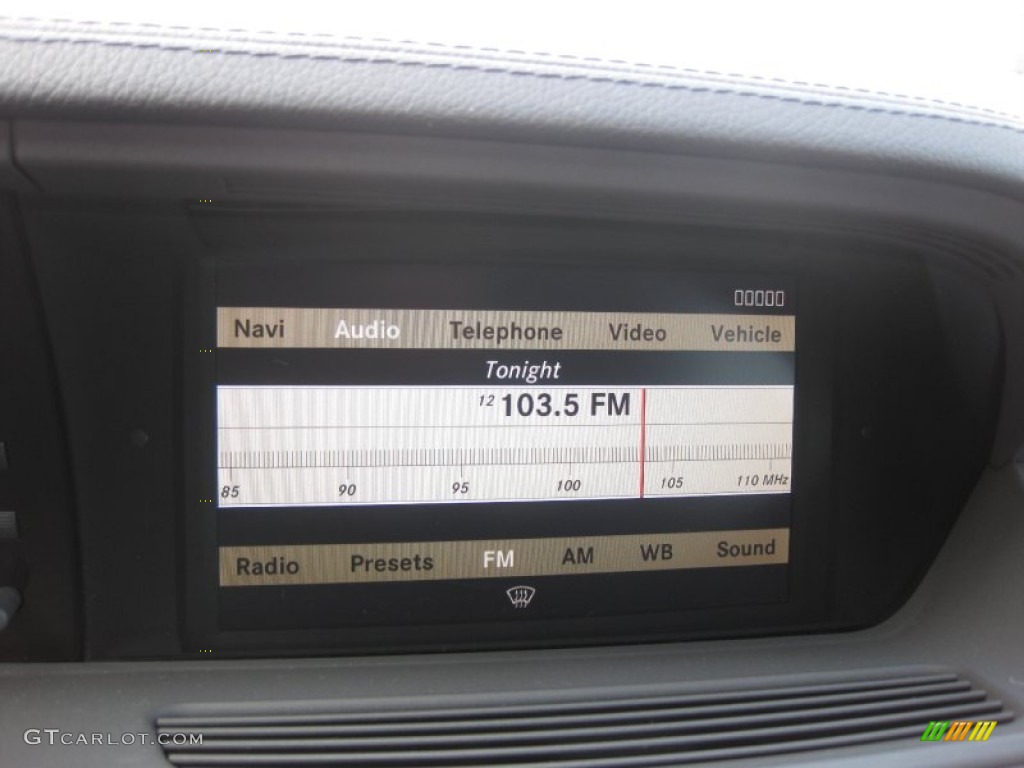 Navi Audio Telephone Video Vehicle
Tonight
12 103.5 FM
85 90 95 100 105 110 MHz
Radio Presets FM AM WB Sound
GTcarlot.com